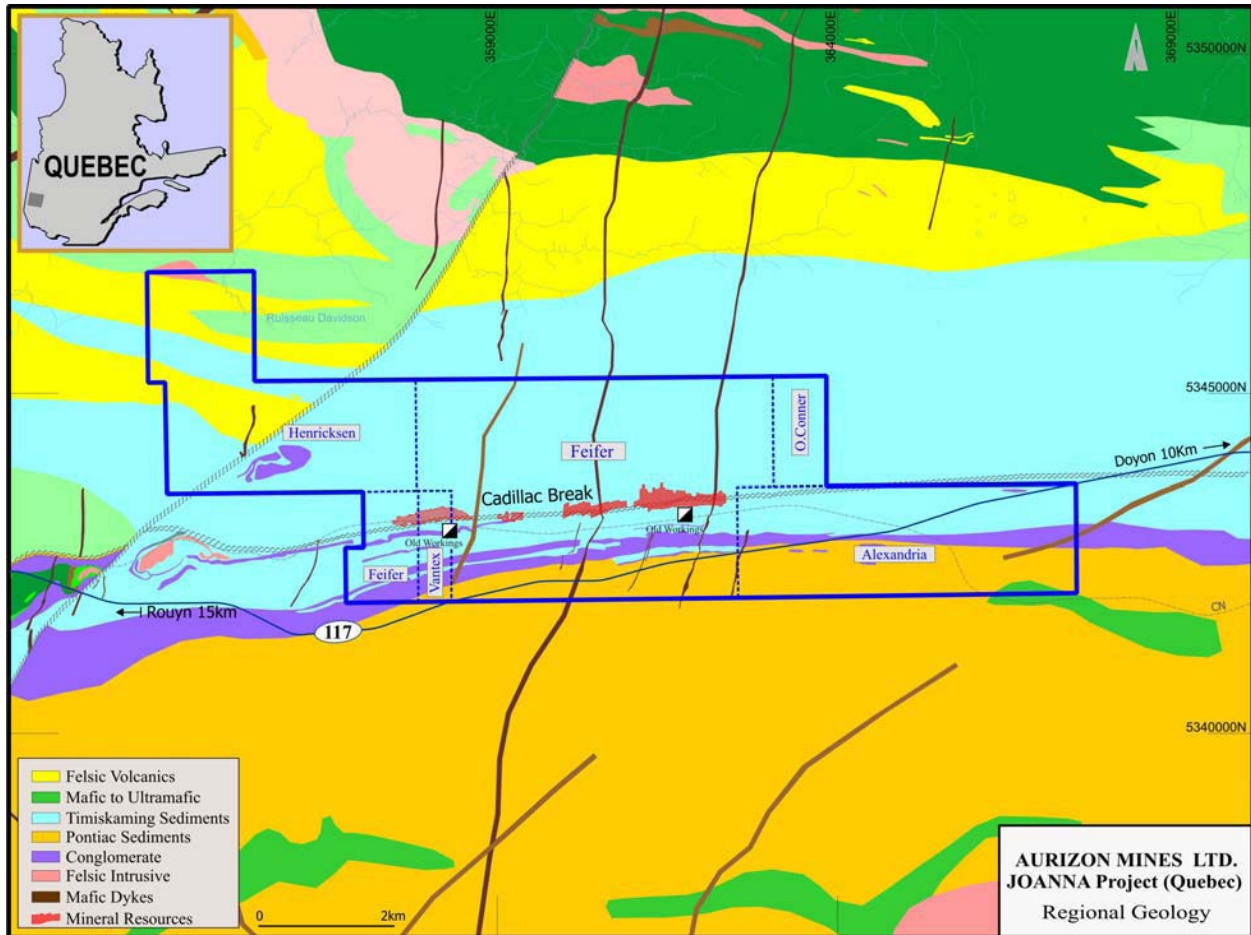 359000E
364000E
369000E
5350000N
QUEBEC
Ruisseau Davidson
5345000N
Henricksen
Feifer
O.Conner
Doyon 10Km
Cadillac Break
Old Workings
Old Workings
Vantex
Feifer
Alexandria
Rouyn 15km
117
CN
5340000N
Felsic Volcanics
Mafic to Ultramafic
Timiskaming Sediments
Pontiac Sediments
Conglomerate
Felsic Intrusive
Mafic Dykes
Mineral Resources
0 2km
AURIZON MINES LTD.
JOANNA Project (Quebec)
Regional Geology